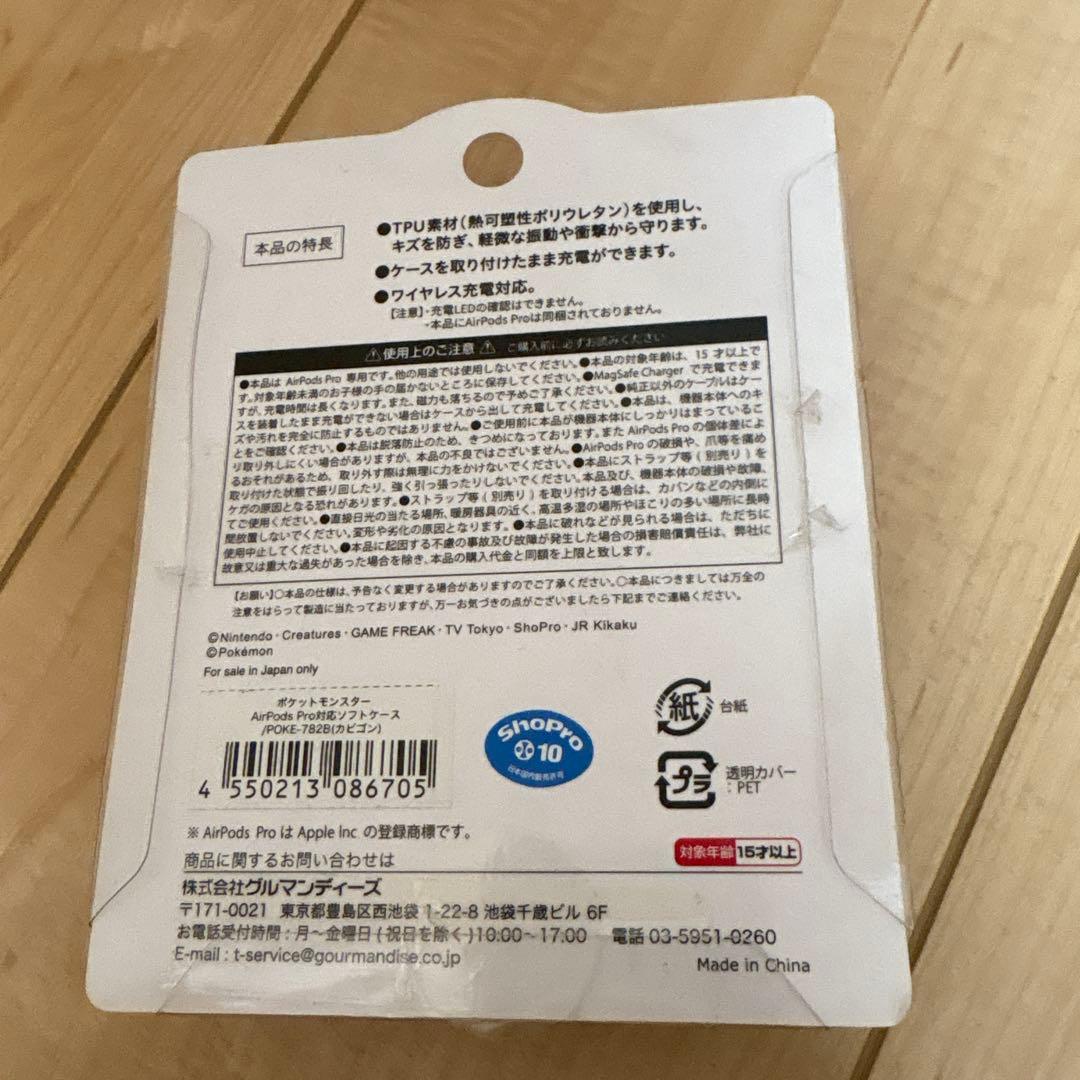 本品の特長
●TPU素材(熱可塑性ポリウレタン)を使用し、
キズを防ぎ、軽微な振動や衝撃から守ります。
●ケースを取り付けたまま充電ができます。
●ワイヤレス充電対応。
【注意】・充電LEDの確認はできません。
・本品にAirPods Proは同梱されておりません。
⚠使用上のご注意⚠ ご購入前に必ずお読みください
●本品は AirPods Pro 専用です。他の用途では使用しないでください。●本品の対象年齢は、15 才以上で
す。対象年齢未満のお子様の手の届かないところに保存してください。●MagSafe Charger で充電できま
すが、充電時間は長くなります。また、磁力も落ちるので予めご了承ください。●純正以外のケーブルはケー
スを装着したまま充電ができない場合はケースから出して充電してください。●本品は、機器本体へのキ
ズや汚れを完全に防止するものではありません。●ご使用前に本品が機器本体にしっかりはまっているこ
とをご確認ください。●本品は脱落防止のため、きつめになっております。また AirPods Pro の個体差によ
り取り外しにくい場合がありますが、本品の不良ではございません。●AirPods Pro の破損や、爪等を痛め
るおそれがあるため、取り外す際は無理に力をかけないでください。●本品にストラップ等(別売り)を
取り付けた状態で振り回したり、強く引っ張ったりしないでください。本品及び、機器本体の破損や故障、
ケガの原因となる恐れがあります。●ストラップ等(別売り)を取り付ける場合は、カバンなどの内側に
てご使用ください。●直接日光の当たる場所、暖房器具の近く、高温多湿の場所やほこりの多い場所に長時
間放置しないでください。変形や劣化の原因となります。●本品に破れなどが見られる場合は、ただちに
使用中止してください。●本品に起因する不慮の事故及び故障が発生した場合の損害賠償責任は、弊社に
故意又は重大な過失があった場合を除き、本品の購入代金と同額を上限と致します。
【お願い】○本品の仕様は、予告なく変更する場合がありますのでご了承ください。○本品につきましては万全の
注意をはらって製造に当たっておりますが、万一お気づきの点がございましたら下記までご連絡ください。
©Nintendo・Creatures・GAME FREAK・TV Tokyo・ShoPro・JR Kikaku
©Pokémon
For sale in Japan only
ポケットモンスター
AirPods Pro対応ソフトケース
/POKE-782B(カビゴン)
4 550213 086705
ShoPro
10
日本国内販売許可
紙 台紙
プラ 透明カバー
:PET
※ AirPods Pro は Apple Inc. の登録商標です。
対象年齢 15才以上
商品に関するお問い合わせは
株式会社グルマンディーズ
〒171-0021 東京都豊島区西池袋 1-22-8 池袋千歳ビル 6F
お電話受付時間:月〜金曜日(祝日を除く)10:00〜17:00 電話 03-5951-0260
E-mail : t-service@gourmandise.co.jp
Made in China